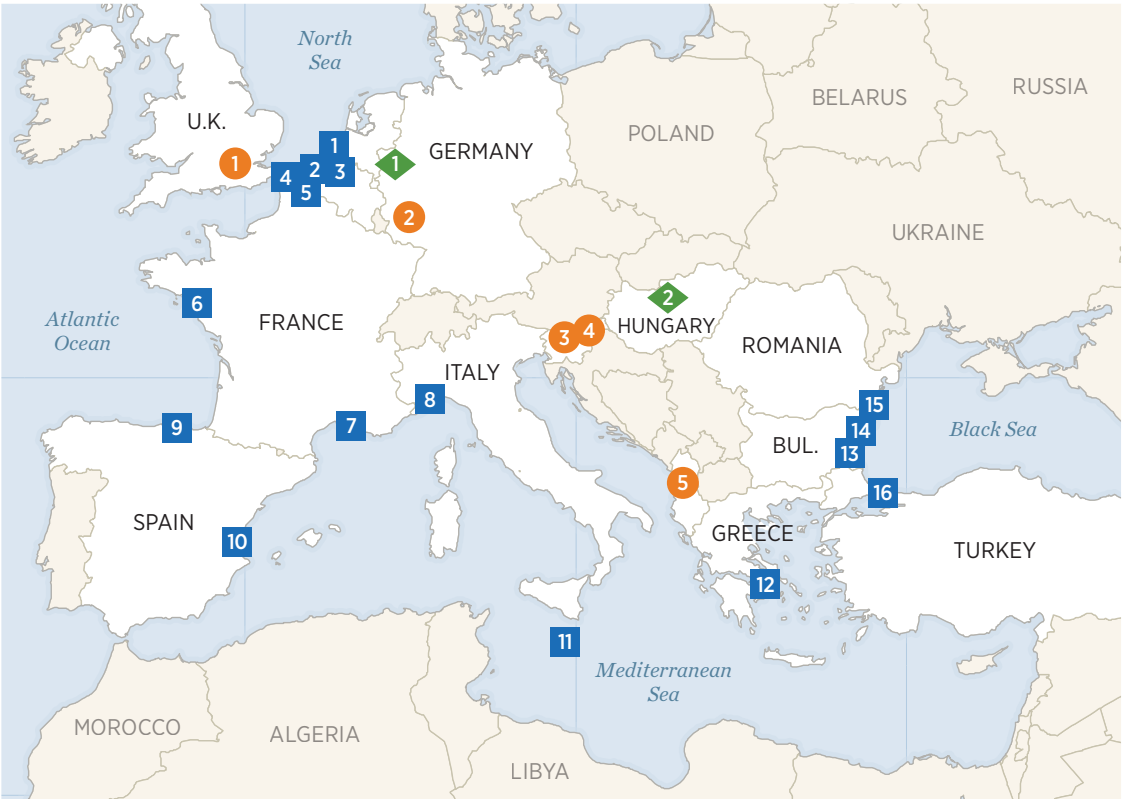 North
Sea
RUSSIA
BELARUS
U.K.
POLAND
1
GERMANY
1
1
2
3
4
5
2
UKRAINE
6
2
Atlantic
Ocean
FRANCE
HUNGARY
3
4
ROMANIA
ITALY
8
15
7
9
14
Black Sea
BUL.
13
5
16
SPAIN
GREECE
10
TURKEY
12
11
Mediterranean
Sea
MOROCCO
ALGERIA
LIBYA